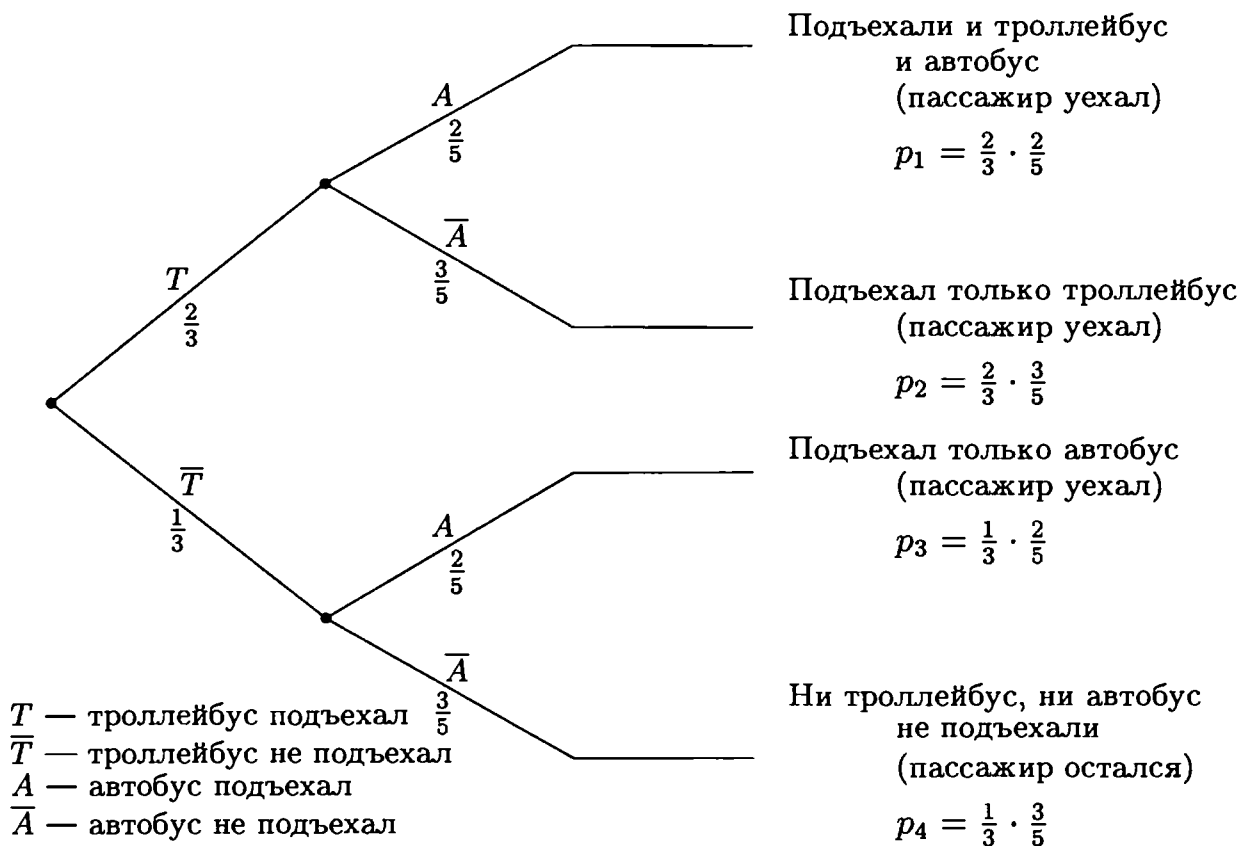 Подъехали и троллейбус
и автобус
(пассажир уехал)
p₁ = 2/3 · 2/5
A
2/5
A̅
3/5
T
2/3
Подъехал только троллейбус
(пассажир уехал)
p₂ = 2/3 · 3/5
T̅
1/3
Подъехал только автобус
(пассажир уехал)
p₃ = 1/3 · 2/5
A
2/5
A̅
3/5
Ни троллейбус, ни автобус
не подъехали
(пассажир остался)
p₄ = 1/3 · 3/5
T — троллейбус подъехал
T̅ — троллейбус не подъехал
A — автобус подъехал
A̅ — автобус не подъехал